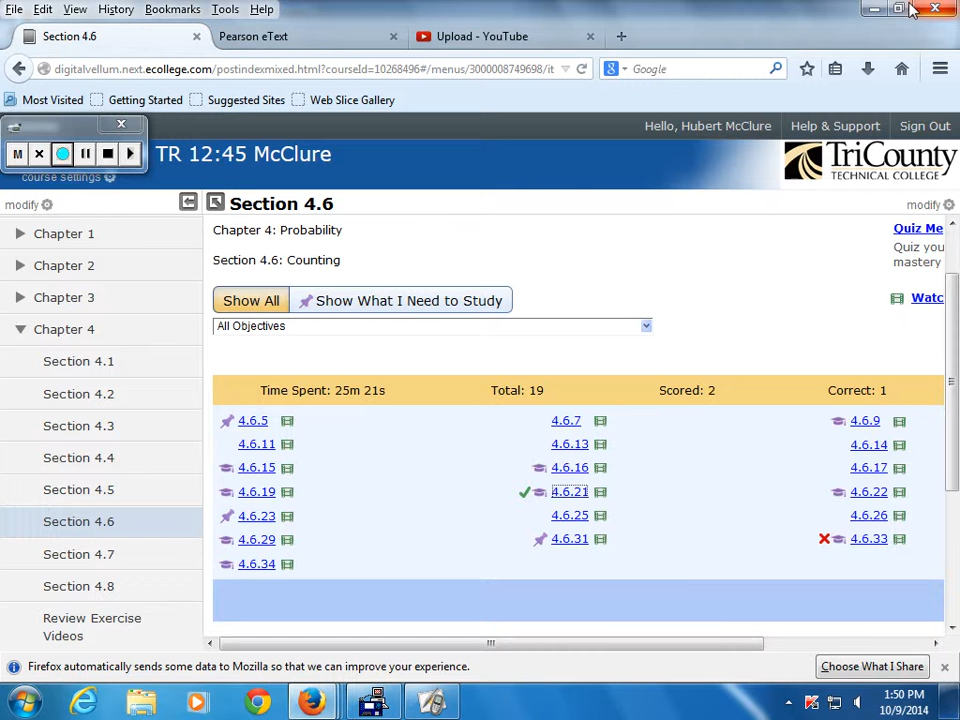 File Edit View History Bookmarks Tools Help
Section 4.6 × Pearson eText × Upload - YouTube × +
digitalvellum.next.ecollege.com/postindexmixed.html?courseId=10268496#/menus/3000008749698/it Google
Most Visited Getting Started Suggested Sites Web Slice Gallery
Hello, Hubert McClure Help & Support Sign Out
M
TR 12:45 McClure
TriCounty
TECHNICAL COLLEGE
course settings
modify Section 4.6 modify
Chapter 1
Chapter 2
Chapter 3
Chapter 4
Section 4.1
Section 4.2
Section 4.3
Section 4.4
Section 4.5
Section 4.6
Section 4.7
Section 4.8
Review Exercise
Videos
Chapter 4: Probability
Quiz Me
Quiz you
mastery
Section 4.6: Counting
Show All Show What I Need to Study
Watc
All Objectives
Time Spent: 25m 21s Total: 19 Scored: 2 Correct: 1
4.6.5 4.6.7 4.6.9
4.6.11 4.6.13 4.6.14
4.6.15 4.6.16 4.6.17
4.6.19 4.6.21 4.6.22
4.6.23 4.6.25 4.6.26
4.6.29 4.6.31 4.6.33
4.6.34
Firefox automatically sends some data to Mozilla so that we can improve your experience. Choose What I Share ×
1:50 PM
10/9/2014